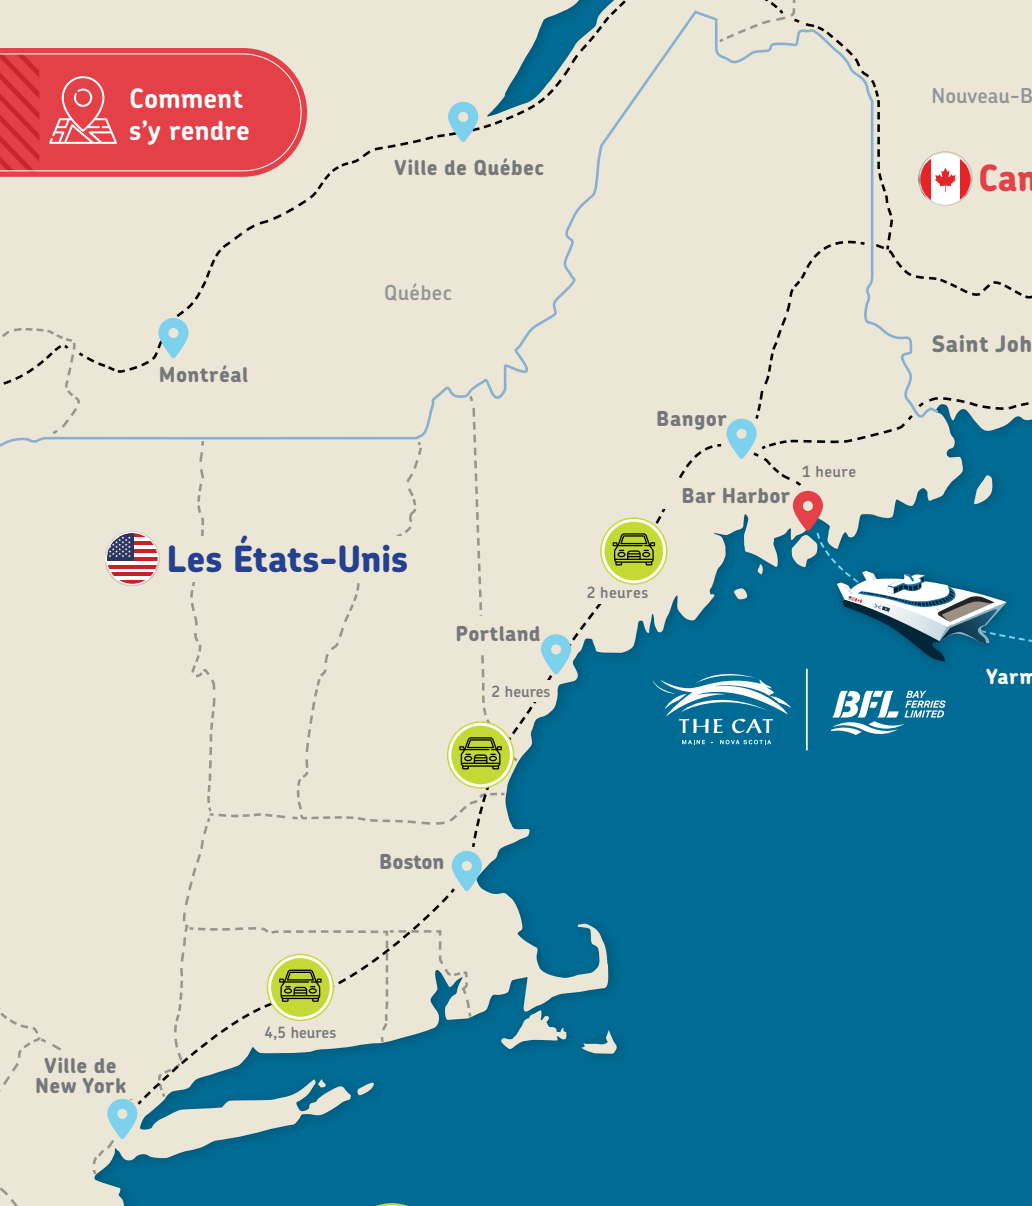 Comment
s'y rendre
Nouveau-B
Ville de Québec
Can
Québec
Saint Joh
Montréal
Bangor
1 heure
Bar Harbor
Les États-Unis
2 heures
Portland
Yarm
2 heures
THE CAT
MAINE - NOVA SCOTIA
BFL
BAY
FERRIES
LIMITED
Boston
4,5 heures
Ville de
New York